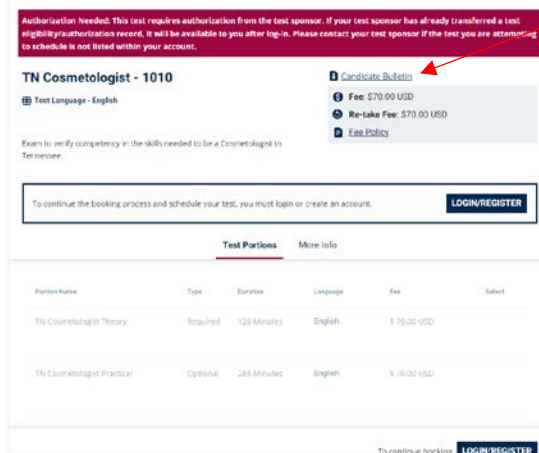 Authorization Needed: This test requires authorization from the test sponsor. If your test sponsor has already transferred a test
eligibility/authorization record, it will be available to you after log-in. Please contact your test sponsor if the test you are attempting
to schedule is not listed within your account.
TN Cosmetologist - 1010
Candidate Bulletin
Test Language - English
Fee: $70.00 USD
Re-take Fee: $70.00 USD
Fee Policy
Exam to verify competency in the skills needed to be a Cosmetologist in
Tennessee
To continue the booking process and schedule your test, you must login or create an account.
LOGIN/REGISTER
Test Portions More Info
Portion Name Type Duration Language Fee Select
TN Cosmetologist Theory Required 120 Minutes English $ 70.00 USD
TN Cosmetologist Practical Optional 285 Minutes English $ 70.00 USD
To continue booking LOGIN/REGISTER